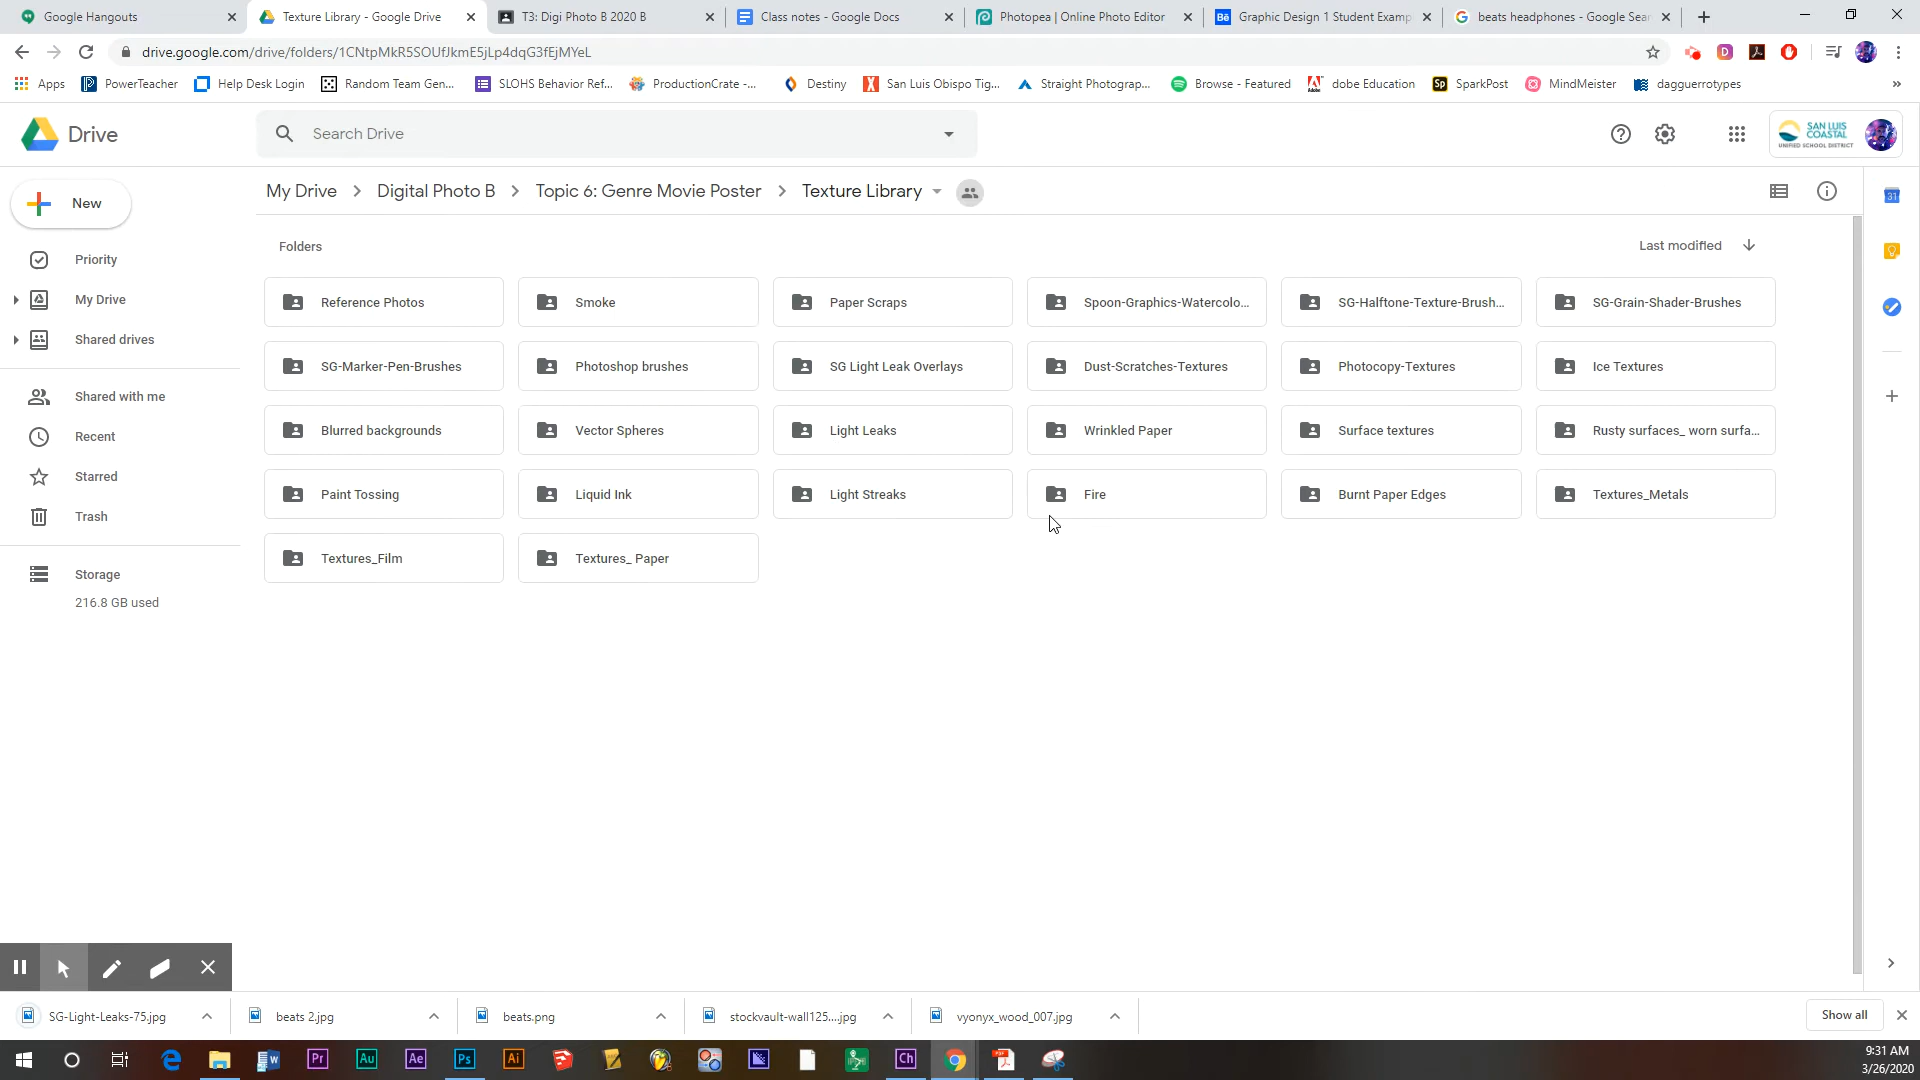 Google Hangouts
Texture Library - Google Drive
T3: Digi Photo B 2020 B
Class notes - Google Docs
Photopea | Online Photo Editor
Bē
Graphic Design 1 Student Examp
beats headphones - Google Sear
drive.google.com/drive/folders/1CNtpMkR5SOUfJkmE5jLp4dqG3fEjMYeL
Apps
PowerTeacher
Help Desk Login
Random Team Gen...
SLOHS Behavior Ref...
ProductionCrate -...
Destiny
San Luis Obispo Tig...
Straight Photograp...
Browse - Featured
dobe Education
Sp
SparkPost
MindMeister
dagguerrotypes
»
Drive
Search Drive
SAN LUIS
COASTAL
UNIFIED SCHOOL DISTRICT
New
My Drive > Digital Photo B > Topic 6: Genre Movie Poster > Texture Library
31
Priority
My Drive
Shared drives
Shared with me
Recent
Starred
Trash
Storage
216.8 GB used
Folders
Last modified
Reference Photos
Smoke
Paper Scraps
Spoon-Graphics-Watercolo...
SG-Halftone-Texture-Brush...
SG-Grain-Shader-Brushes
SG-Marker-Pen-Brushes
Photoshop brushes
SG Light Leak Overlays
Dust-Scratches-Textures
Photocopy-Textures
Ice Textures
Blurred backgrounds
Vector Spheres
Light Leaks
Wrinkled Paper
Surface textures
Rusty surfaces_ worn surfa...
Paint Tossing
Liquid Ink
Light Streaks
Fire
Burnt Paper Edges
Textures_Metals
Textures_Film
Textures_ Paper
SG-Light-Leaks-75.jpg
beats 2.jpg
beats.png
stockvault-wall125....jpg
vyonyx_wood_007.jpg
Show all
Pr
Au
Ae
Ps
Ai
Ch
9:31 AM
3/26/2020